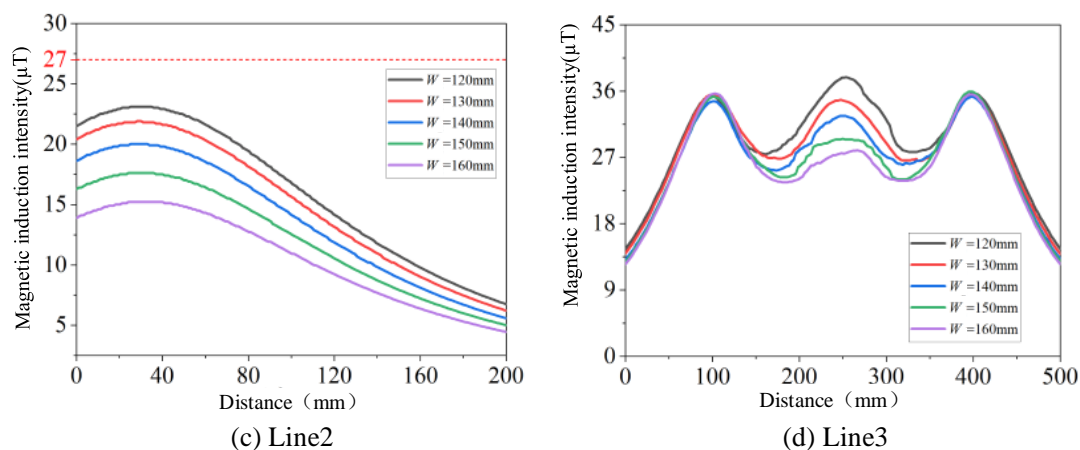 30
25
20
15
10
5
27
Magnetic induction intensity(μT)
W =120mm
W =130mm
W =140mm
W =150mm
W =160mm
0 40 80 120 160 200
Distance（mm）
(c) Line2
45
36
27
18
9
0
Magnetic induction intensity(μT)
W =120mm
W =130mm
W =140mm
W =150mm
W =160mm
0 100 200 300 400 500
Distance（mm）
(d) Line3